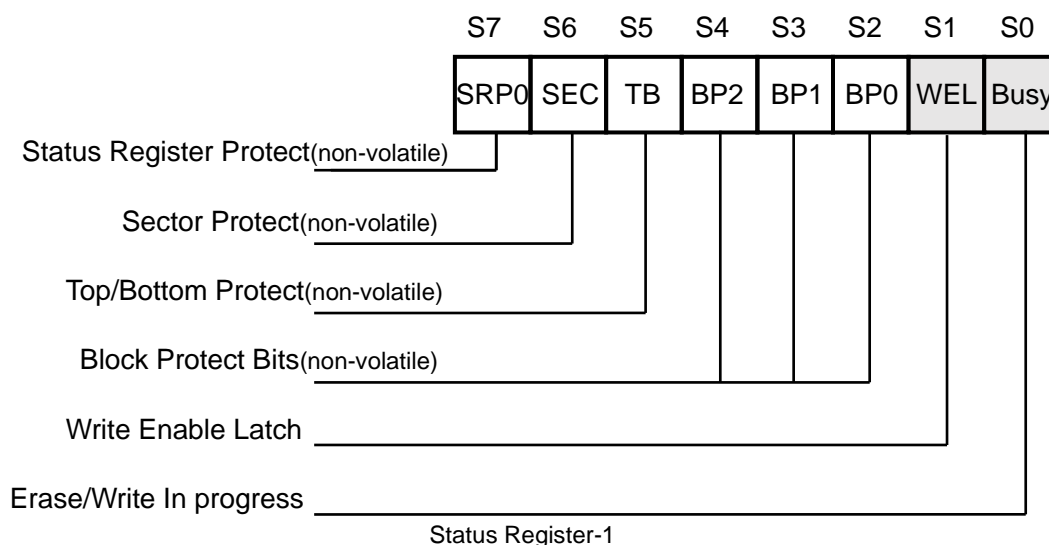 S7 S6 S5 S4 S3 S2 S1 S0
SRP0 SEC TB BP2 BP1 BP0 WEL Busy
Status Register Protect(non-volatile)
Sector Protect(non-volatile)
Top/Bottom Protect(non-volatile)
Block Protect Bits(non-volatile)
Write Enable Latch
Erase/Write In progress
Status Register-1